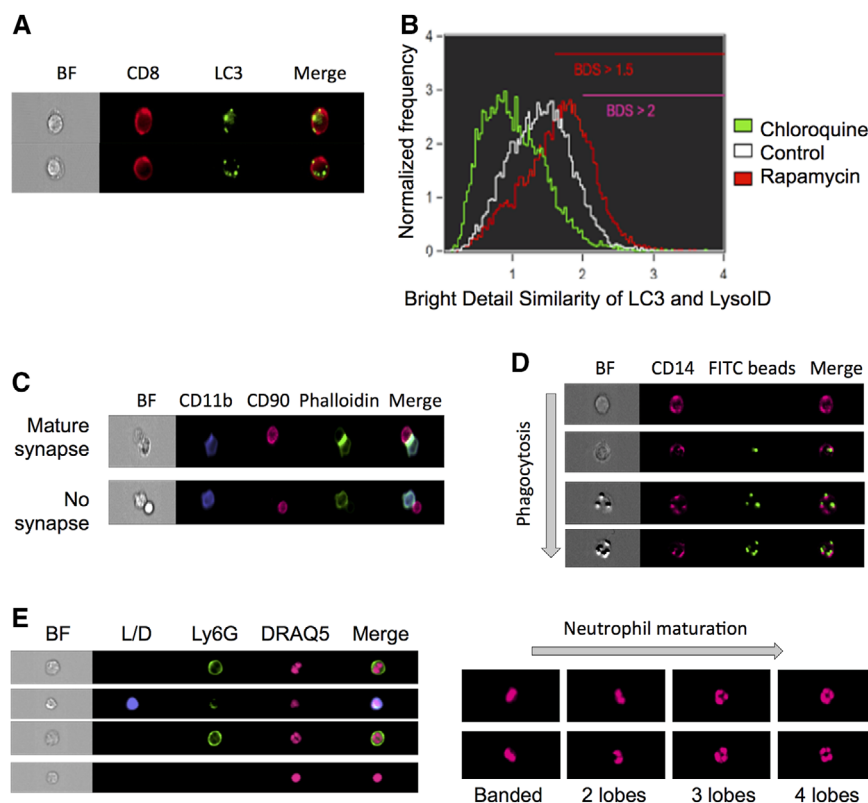 A
BF CD8 LC3 Merge
B
Normalized frequency
4
3
2
1
0
BDS > 1.5
BDS > 2
1 2 3 4
Bright Detail Similarity of LC3 and LysoID
Chloroquine
Control
Rapamycin
C
BF CD11b CD90 Phalloidin Merge
Mature
synapse
No
synapse
D
BF CD14 FITC beads Merge
Phagocytosis
E
BF L/D Ly6G DRAQ5 Merge
Neutrophil maturation
Banded 2 lobes 3 lobes 4 lobes